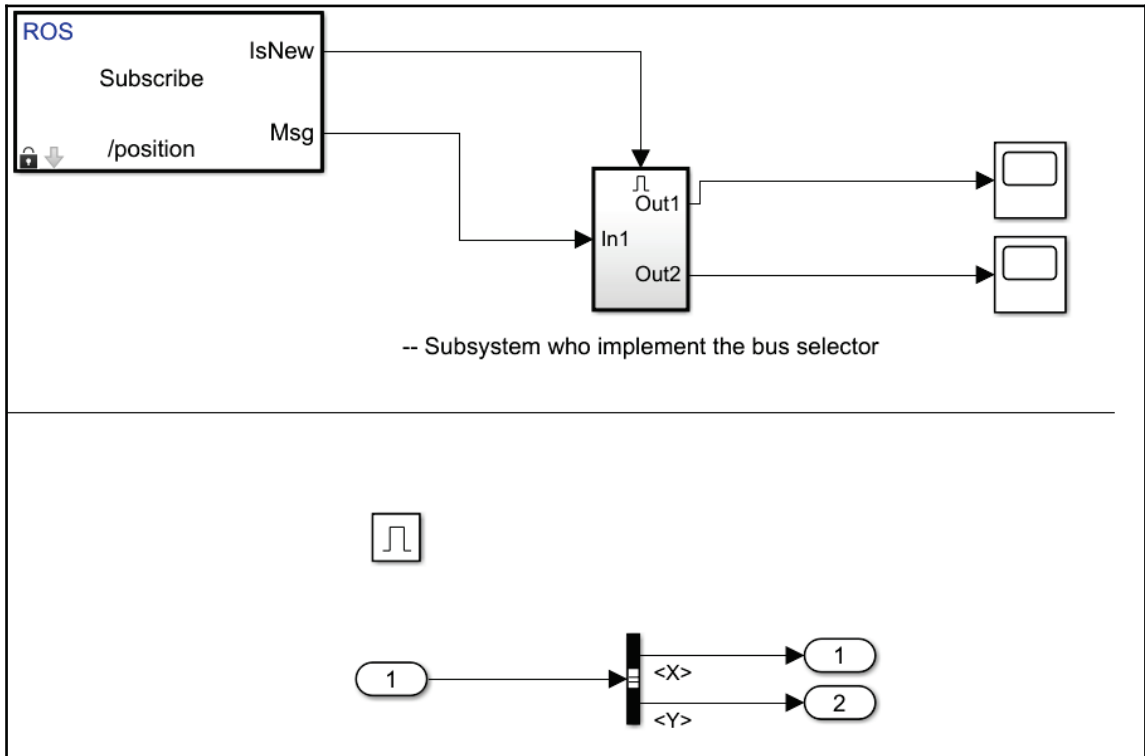 ROS
IsNew
Subscribe
Msg
/position
Out1
In1
Out2
-- Subsystem who implement the bus selector
1
1
<X>
2
<Y>